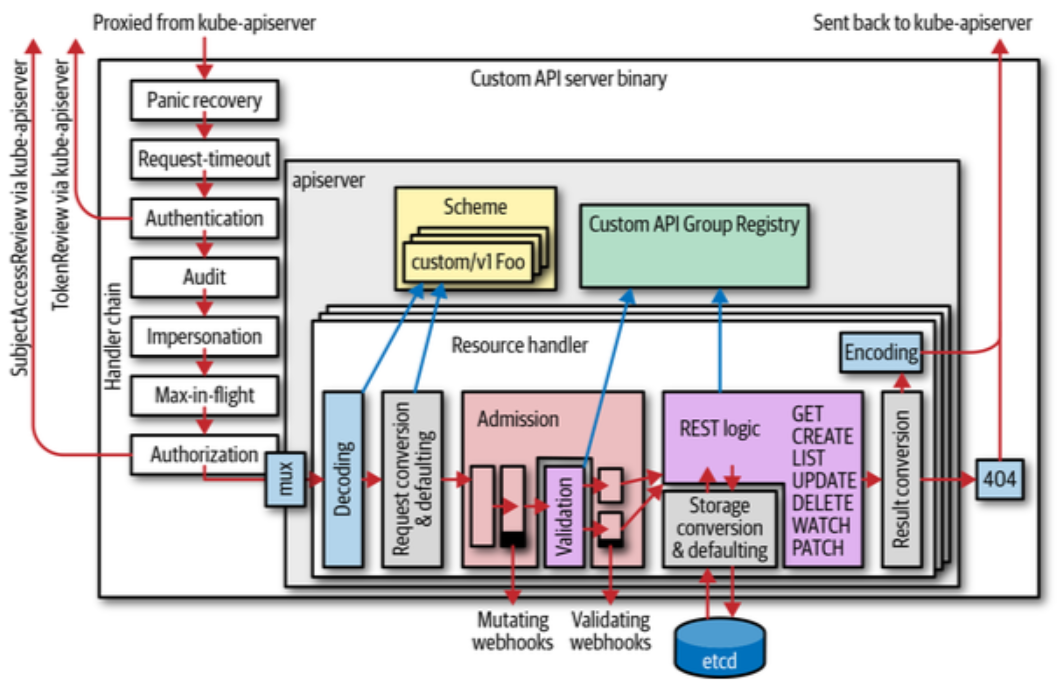 Proxied from kube-apiserver
Sent back to kube-apiserver
SubjectAccessReview via kube-apiserver
TokenReview via kube-apiserver
Custom API server binary
Handler chain
Panic recovery
Request-timeout
Authentication
Audit
Impersonation
Max-in-flight
Authorization
mux
apiserver
Scheme
custom/v1 Foo
Custom API Group Registry
Resource handler
Decoding
Request conversion
& defaulting
Admission
Validation
Mutating
webhooks
Validating
webhooks
REST logic
GET
CREATE
LIST
UPDATE
DELETE
WATCH
PATCH
Storage
conversion
& defaulting
etcd
Result conversion
Encoding
404